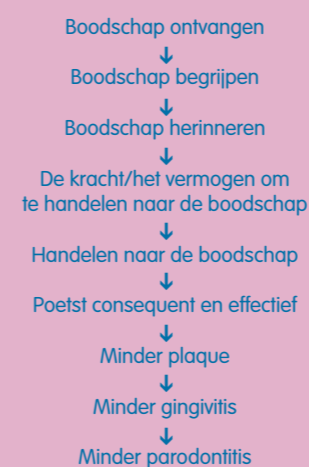 Boodschap ontvangen
↓
Boodschap begrijpen
↓
Boodschap herinneren
↓
De kracht/het vermogen om
te handelen naar de boodschap
↓
Handelen naar de boodschap
↓
Poetst consequent en effectief
↓
Minder plaque
↓
Minder gingivitis
↓
Minder parodontitis